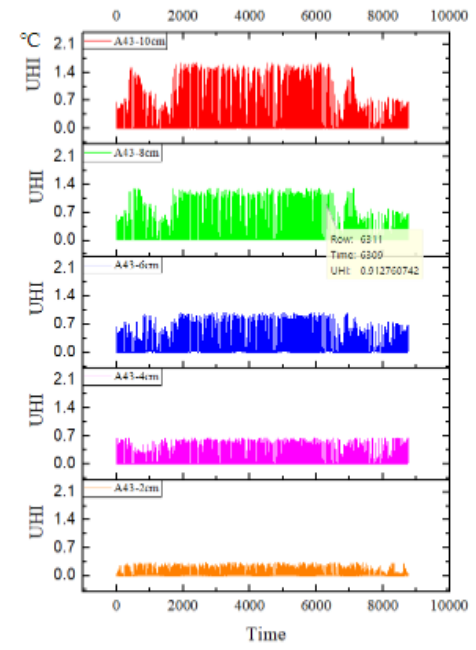 0 2000 4000 6000 8000 10000
℃
UHI
2.1
1.4
0.7
0.0
A43-10cm
UHI
2.1
1.4
0.7
0.0
A43-8cm
Row: 6311
Time: 6309
UHI: 0.912760742
UHI
2.1
1.4
0.7
0.0
A43-6cm
UHI
2.1
1.4
0.7
0.0
A43-4cm
UHI
2.1
1.4
0.7
0.0
A43-2cm
0 2000 4000 6000 8000 10000
Time